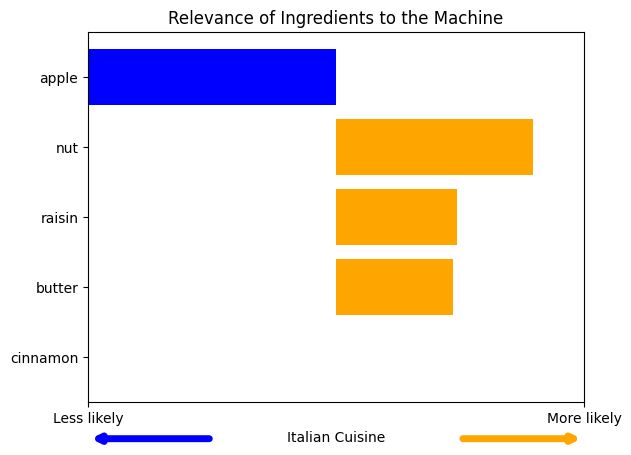 Relevance of Ingredients to the Machine
apple
nut
raisin
butter
cinnamon
Less likely
More likely
Italian Cuisine